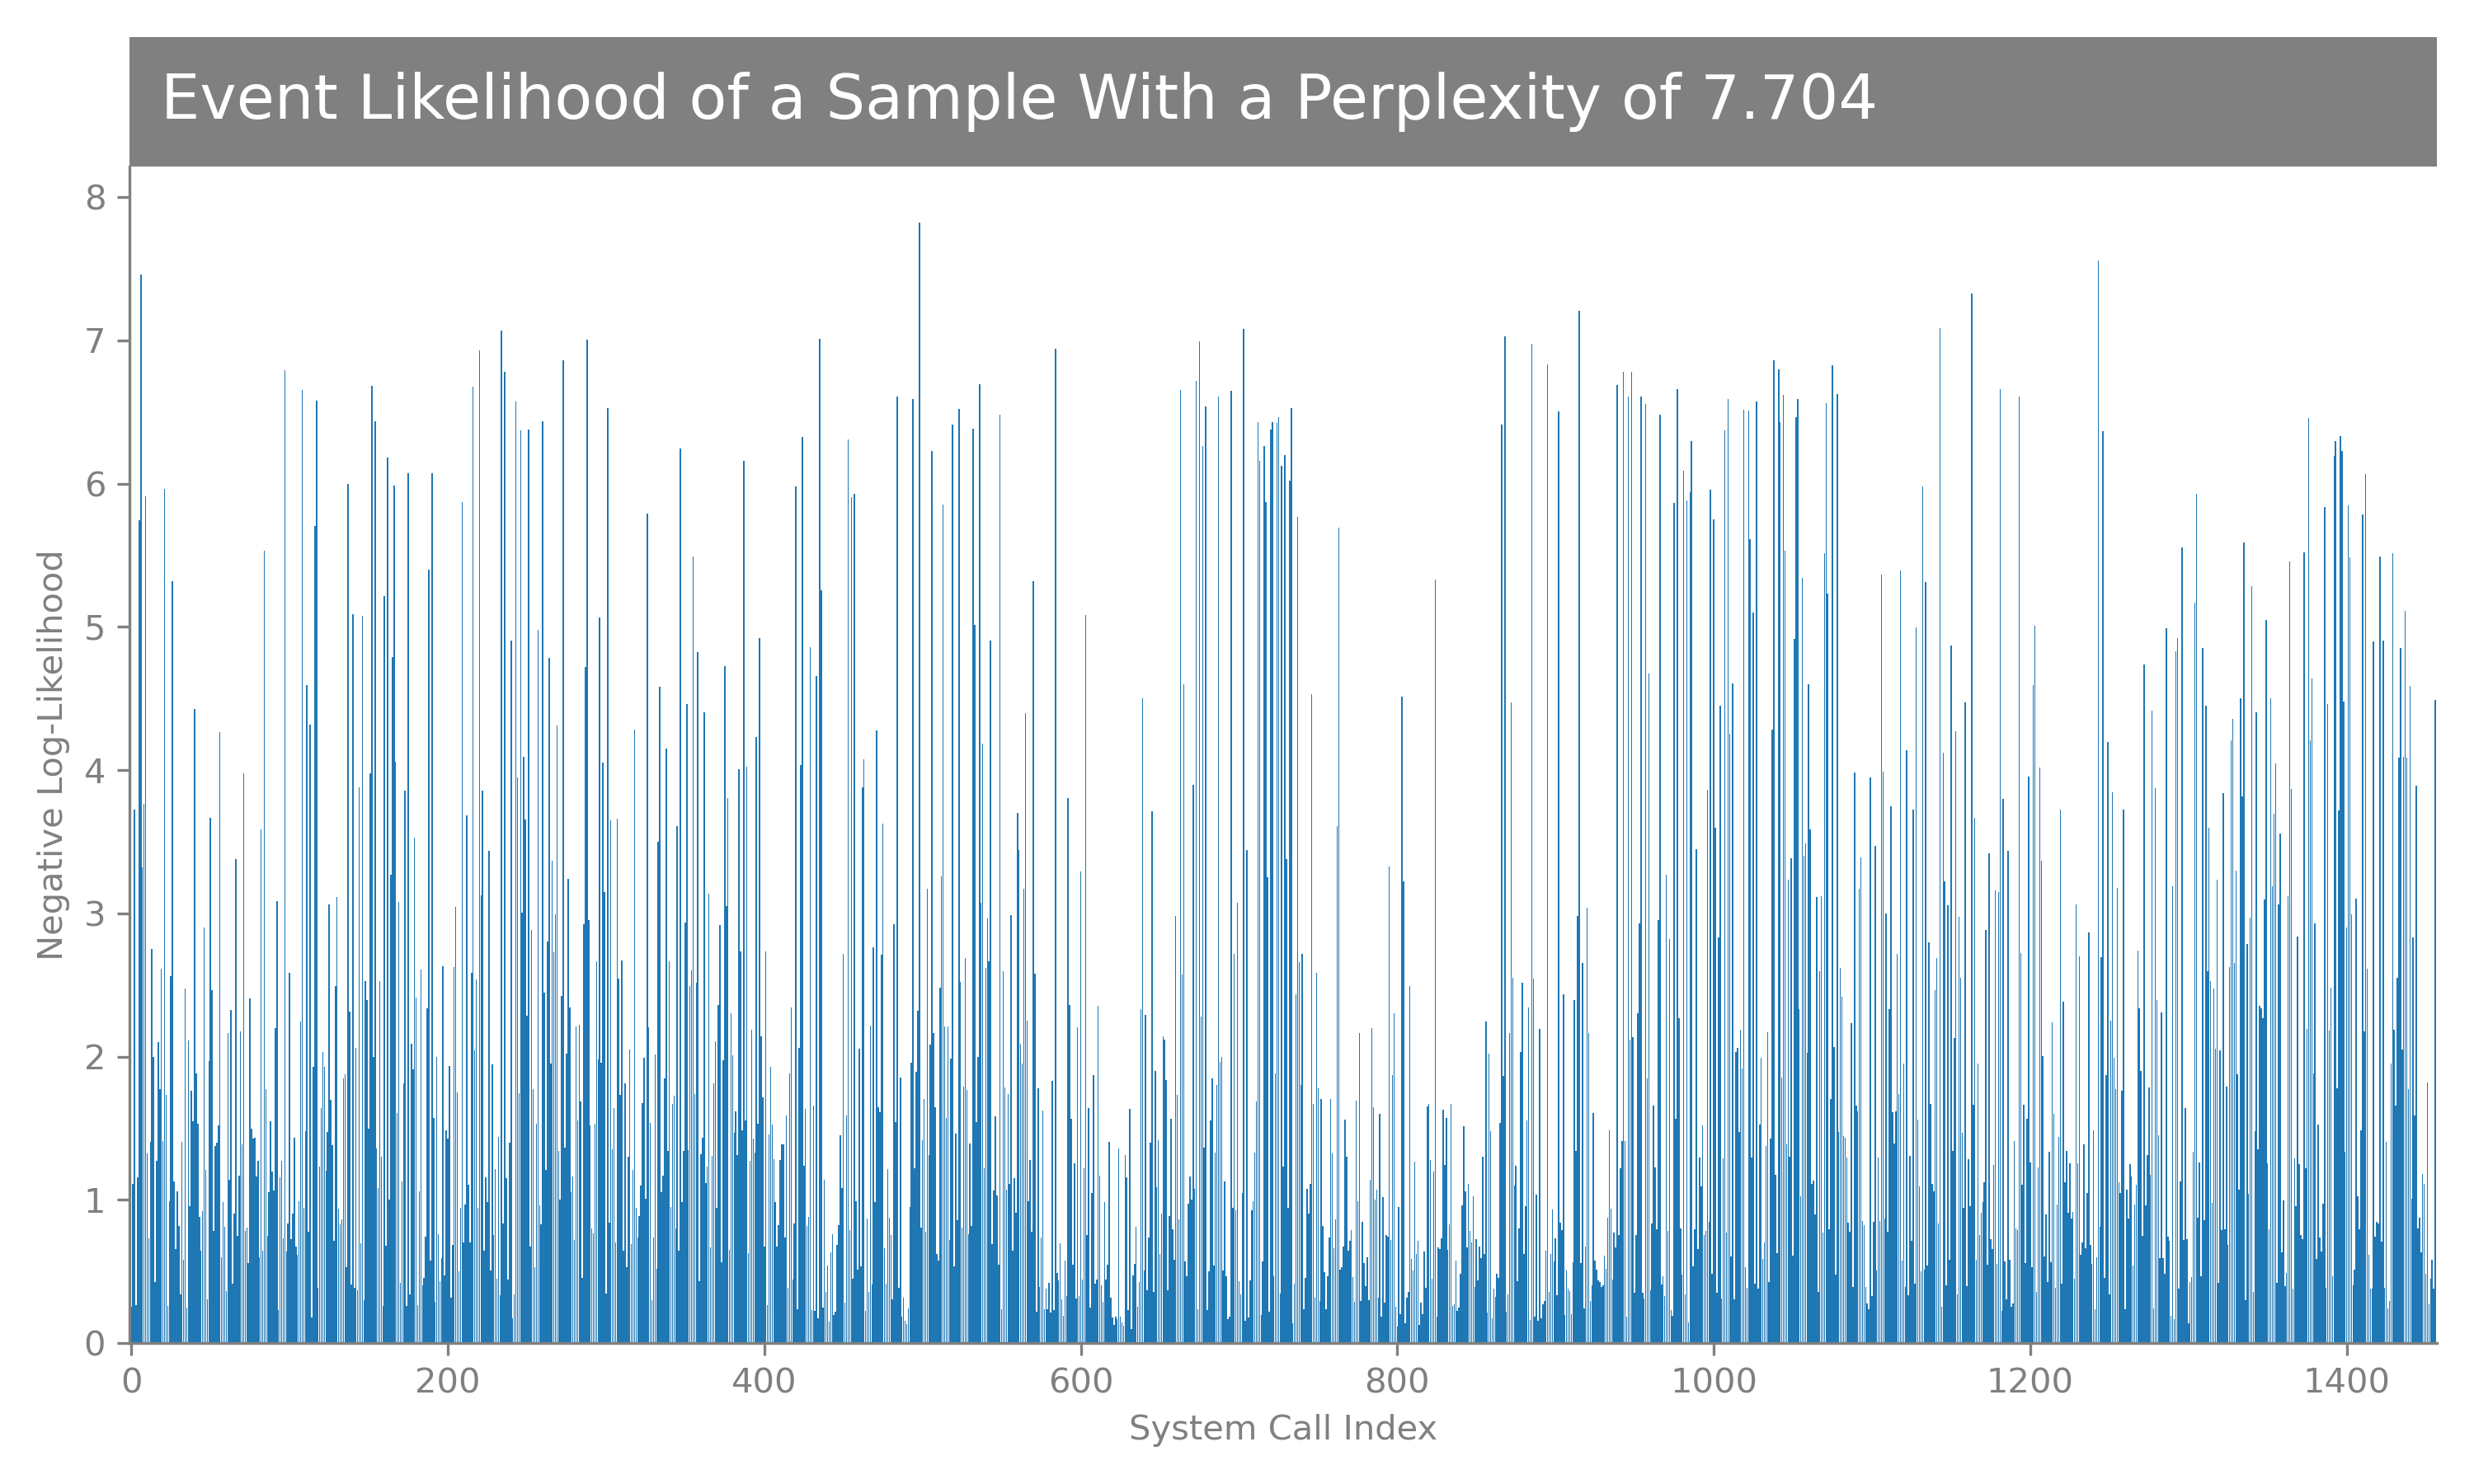 Event Likelihood of a Sample With a Perplexity of 7.704
8
7
6
5
4
3
2
1
0
Negative Log-Likelihood
0 200 400 600 800 1000 1200 1400
System Call Index